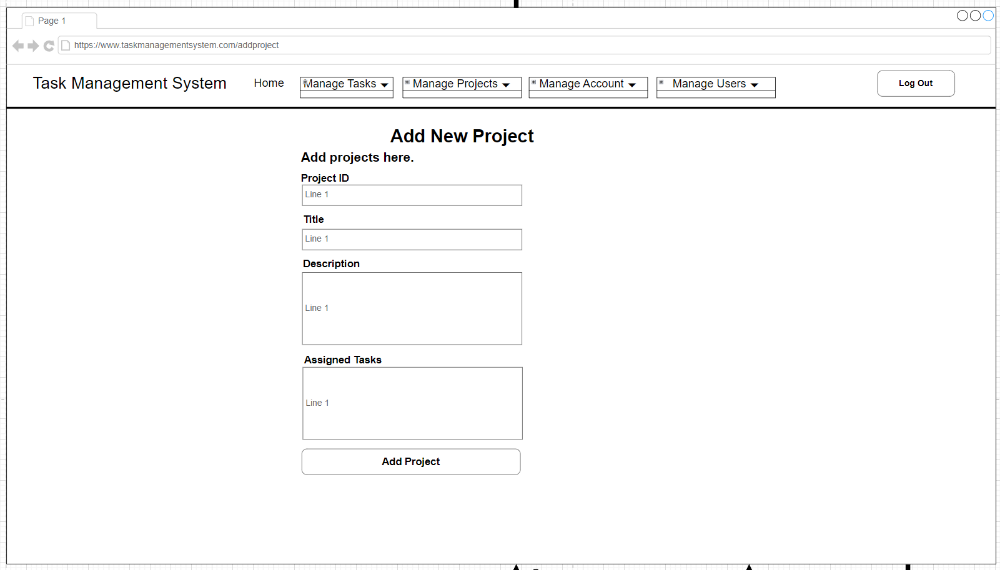 Page 1
https://www.taskmanagementsystem.com/addproject
Task Management System Home Manage Tasks Manage Projects Manage Account Manage Users Log Out
Add New Project
Add projects here.
Project ID
Line 1
Title
Line 1
Description
Line 1
Assigned Tasks
Line 1
Add Project